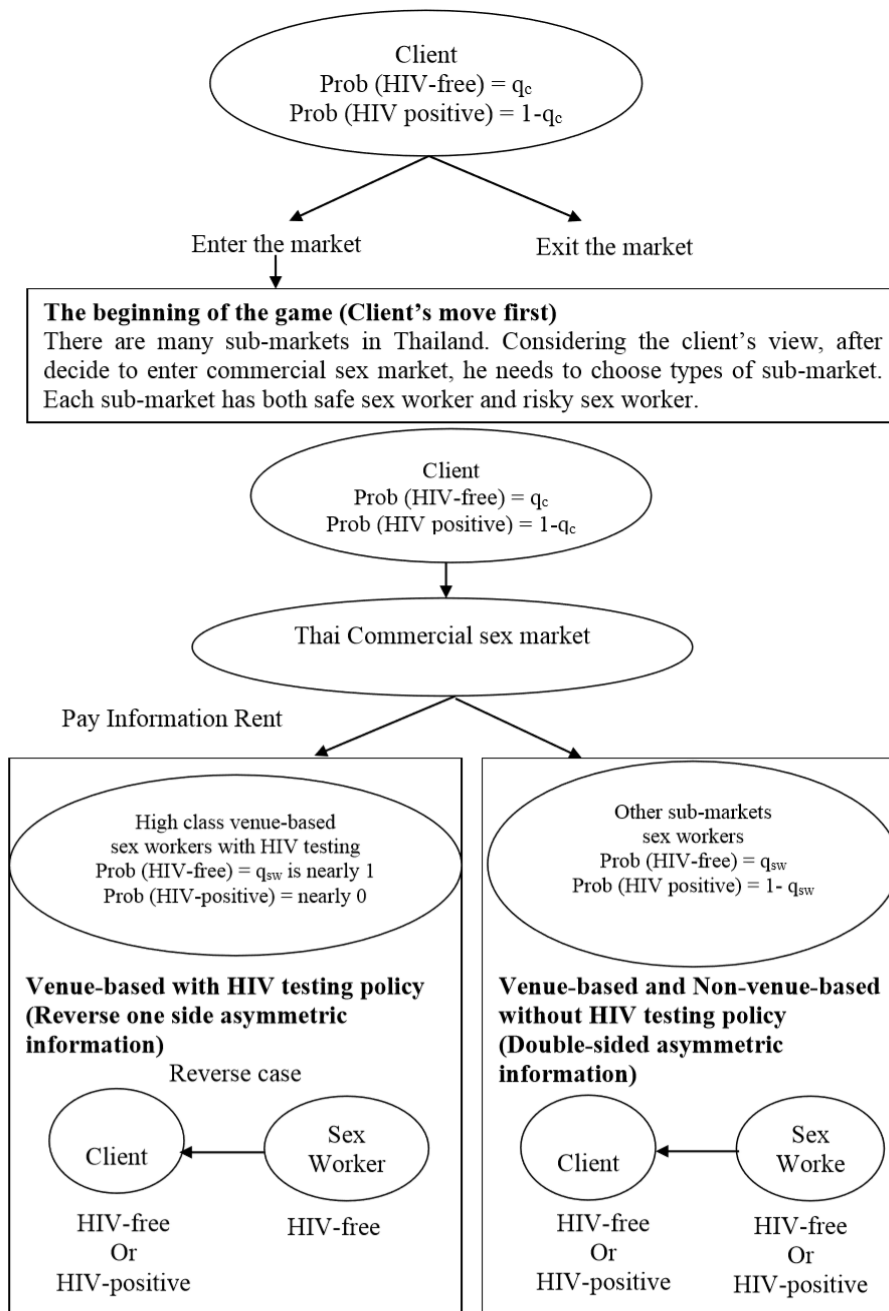 Client
Prob (HIV-free) = qc
Prob (HIV positive) = 1-qc
Enter the market
Exit the market
The beginning of the game (Client's move first)
There are many sub-markets in Thailand. Considering the client's view, after
decide to enter commercial sex market, he needs to choose types of sub-market.
Each sub-market has both safe sex worker and risky sex worker.
Client
Prob (HIV-free) = qc
Prob (HIV positive) = 1-qc
Thai Commercial sex market
Pay Information Rent
High class venue-based
sex workers with HIV testing
Prob (HIV-free) = qsw is nearly 1
Prob (HIV-positive) = nearly 0
Venue-based with HIV testing policy
(Reverse one side asymmetric
information)
Reverse case
Client
Sex
Worker
HIV-free
Or
HIV-positive
HIV-free
Other sub-markets
sex workers
Prob (HIV-free) = qsw
Prob (HIV positive) = 1- qsw
Venue-based and Non-venue-based
without HIV testing policy
(Double-sided asymmetric
information)
Client
Sex
Worke
HIV-free
Or
HIV-positive
HIV-free
Or
HIV-positive